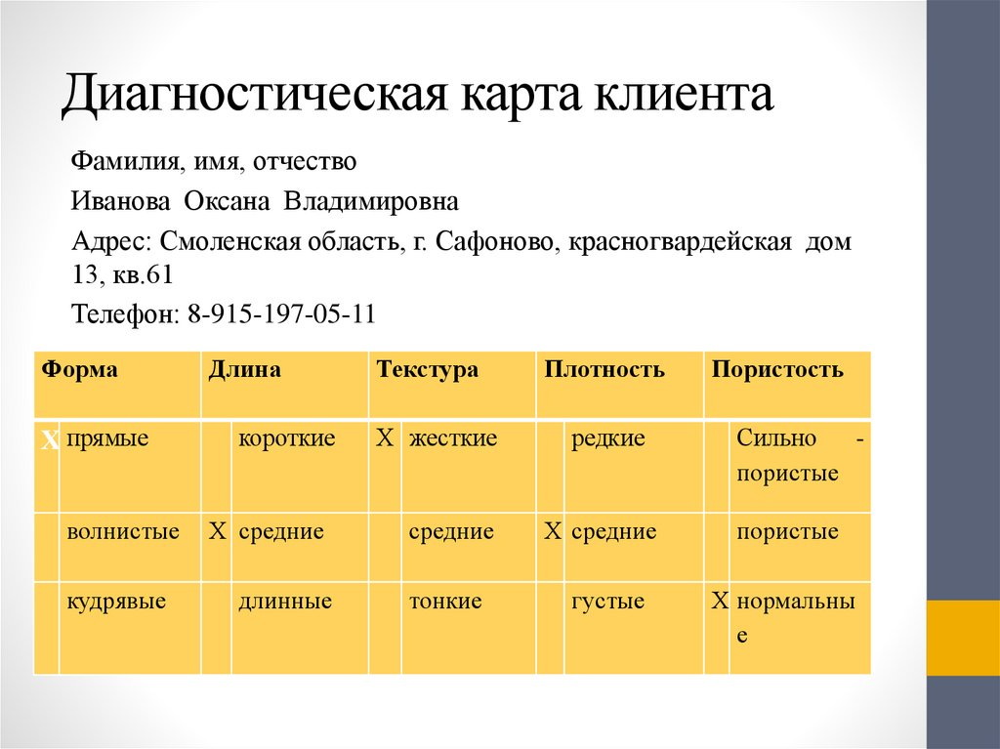 Диагностическая карта клиента
Фамилия, имя, отчество
Иванова Оксана Владимировна
Адрес: Смоленская область, г. Сафоново, красногвардейская дом
13, кв.61
Телефон: 8-915-197-05-11
Форма Длина Текстура Плотность Пористость
Х прямые короткие Х жесткие редкие Сильно -
пористые
волнистые Х средние средние Х средние пористые
кудрявые длинные тонкие густые Х нормальны
е